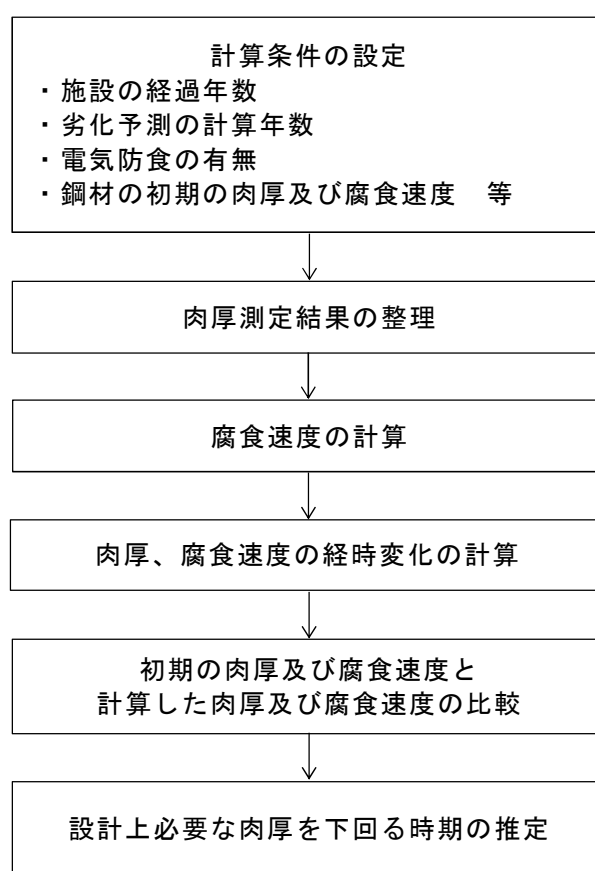 計算条件の設定
・施設の経過年数
・劣化予測の計算年数
・電気防食の有無
・鋼材の初期の肉厚及び腐食速度　等
肉厚測定結果の整理
腐食速度の計算
肉厚、腐食速度の経時変化の計算
初期の肉厚及び腐食速度と
計算した肉厚及び腐食速度の比較
設計上必要な肉厚を下回る時期の推定